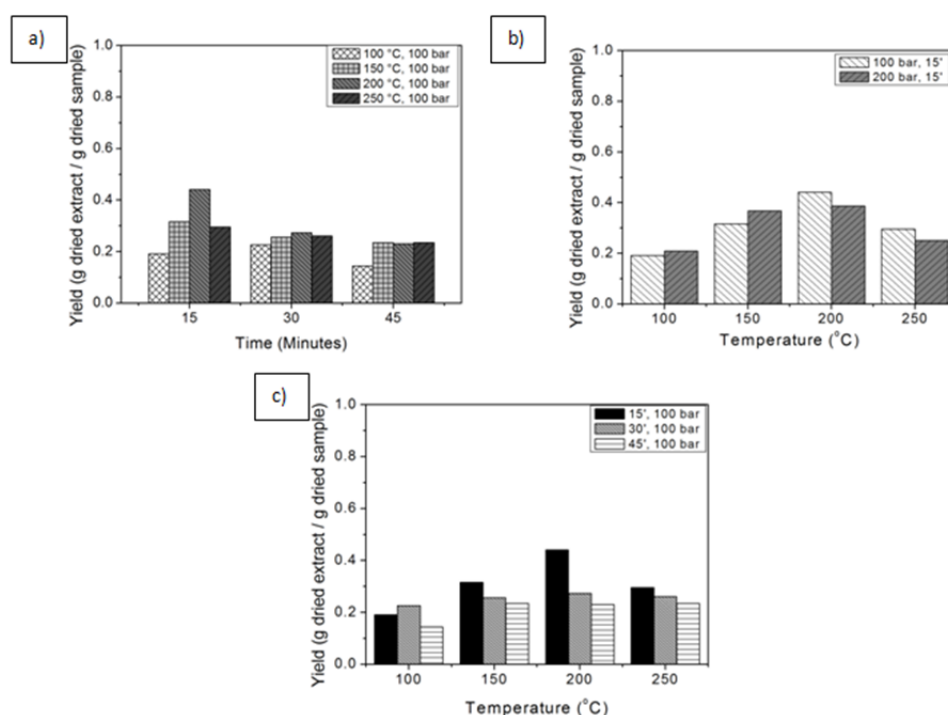 a)
Yield (g dried extract / g dried sample)
1.0
0.8
0.6
0.4
0.2
0.0
100 °C, 100 bar
150 °C, 100 bar
200 °C, 100 bar
250 °C, 100 bar
15 30 45
Time (Minutes)
b)
Yield (g dried extract / g dried sample)
1.0
0.8
0.6
0.4
0.2
0.0
100 bar, 15'
200 bar, 15'
100 150 200 250
Temperature (°C)
c)
Yield (g dried extract / g dried sample)
1.0
0.8
0.6
0.4
0.2
0.0
15', 100 bar
30', 100 bar
45', 100 bar
100 150 200 250
Temperature (°C)